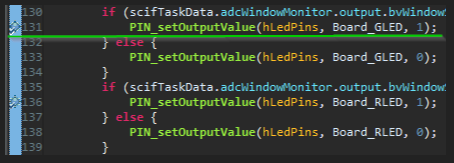 130 if (scifTaskData.adcWindowMonitor.output.bvWindow
131 PIN_setOutputValue(hLedPins, Board_GLED, 1);
132 } else {
133 PIN_setOutputValue(hLedPins, Board_GLED, 0);
134 }
135 if (scifTaskData.adcWindowMonitor.output.bvWindow
136 PIN_setOutputValue(hLedPins, Board_RLED, 1);
137 } else {
138 PIN_setOutputValue(hLedPins, Board_RLED, 0);
139 }